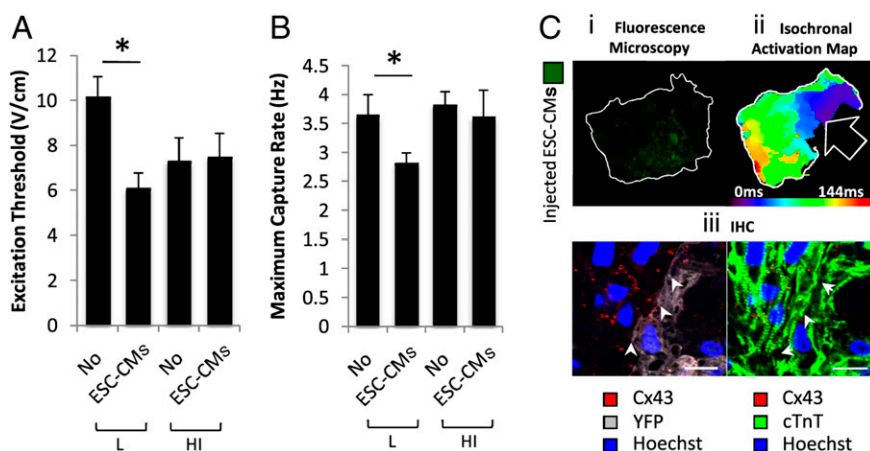 A
Excitation Threshold (V/cm)
12
10
8
6
4
2
0
No
ESC-CMs
No
ESC-CMs
L
HI
*
B
Maximum Capture Rate (Hz)
4.5
4
3.5
3
2.5
2
1.5
1
0.5
0
No
ESC-CMs
No
ESC-CMs
L
HI
*
C
i Fluorescence
Microscopy
ii Isochronal
Activation Map
Injected ESC-CMs
0ms 144ms
iii IHC
Cx43
YFP
Hoechst
Cx43
cTnT
Hoechst